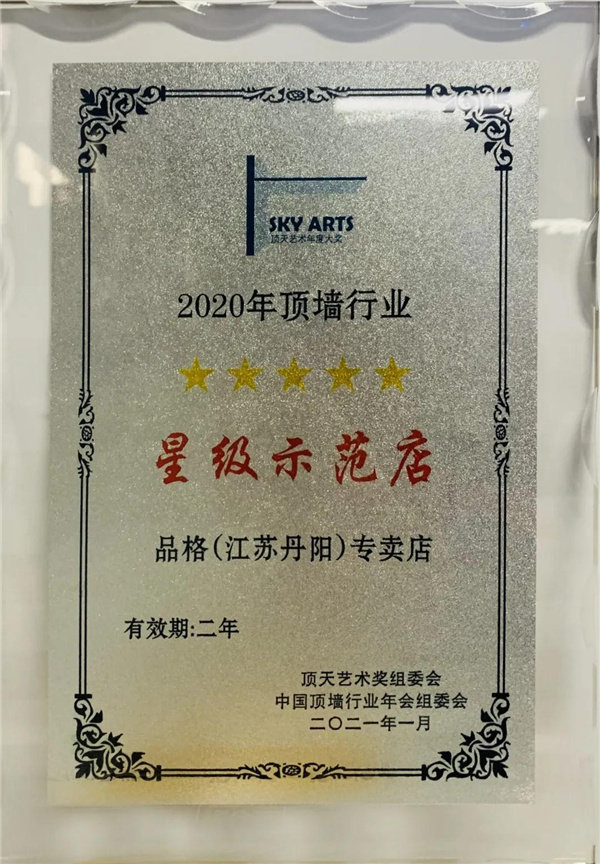 SKY ARTS
顶天艺术年度大奖
2020年顶墙行业
星级示范店
品格(江苏丹阳)专卖店
有效期:二年
顶天艺术奖组委会
中国顶墙行业年会组委会
二〇二一年一月